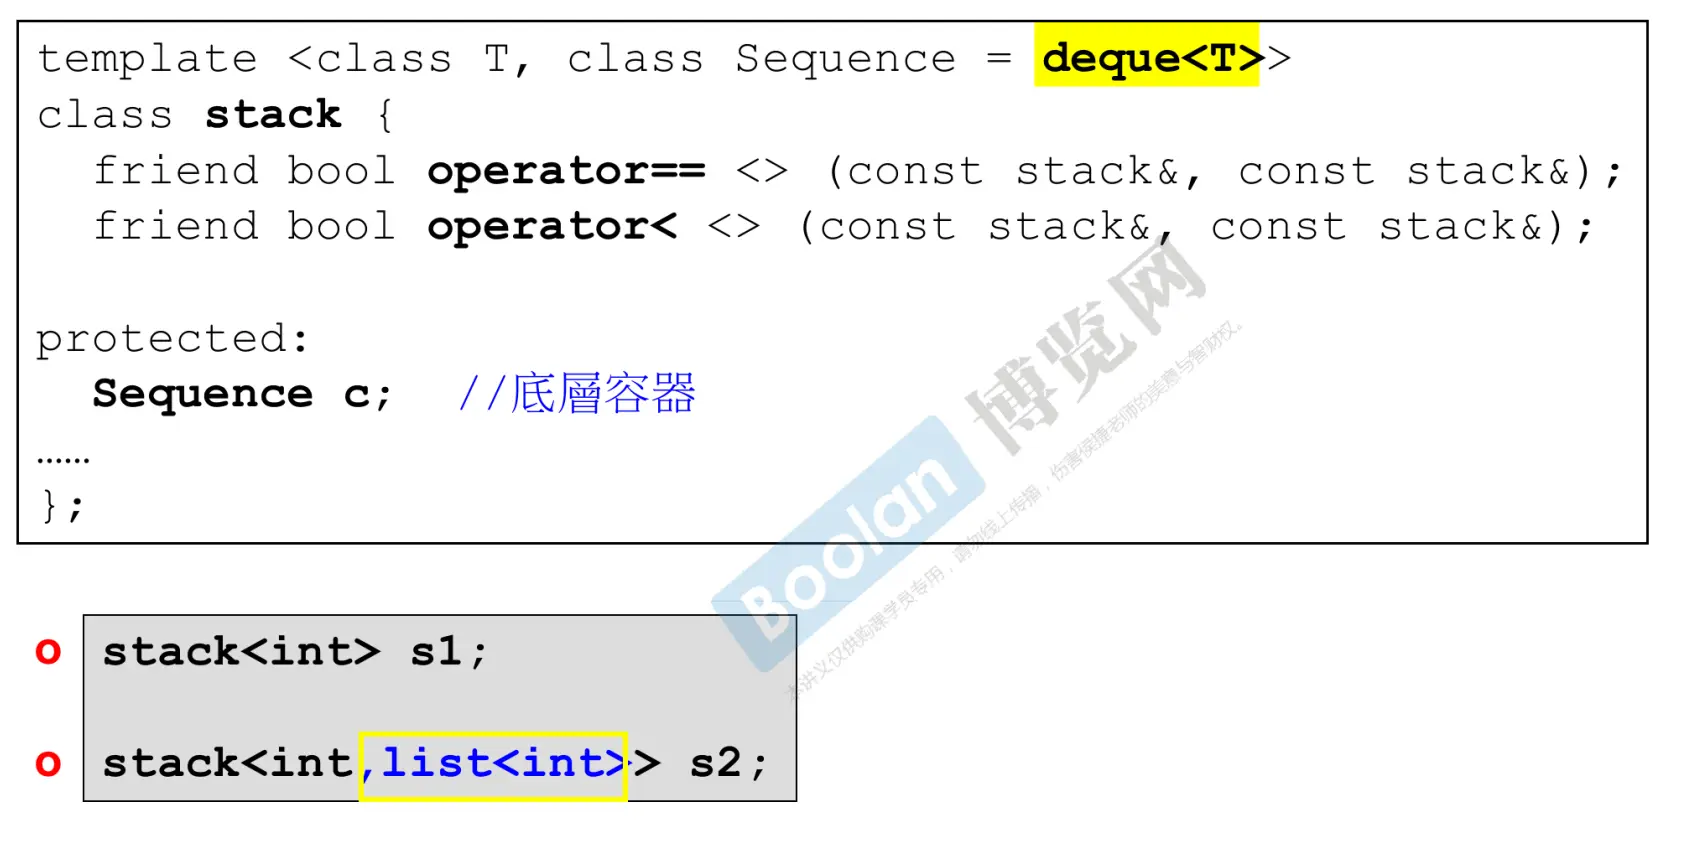 template <class T, class Sequence = deque<T>>
class stack {
friend bool operator== <> (const stack&, const stack&);
friend bool operator< <> (const stack&, const stack&);
protected:
Sequence c; //底層容器
……
};
Boolan 博览网
本讲义仅供购课学员专用，请勿线上传播，伤害侯捷老师的美意与智财权。
o stack<int> s1;
o stack<int,list<int>> s2;